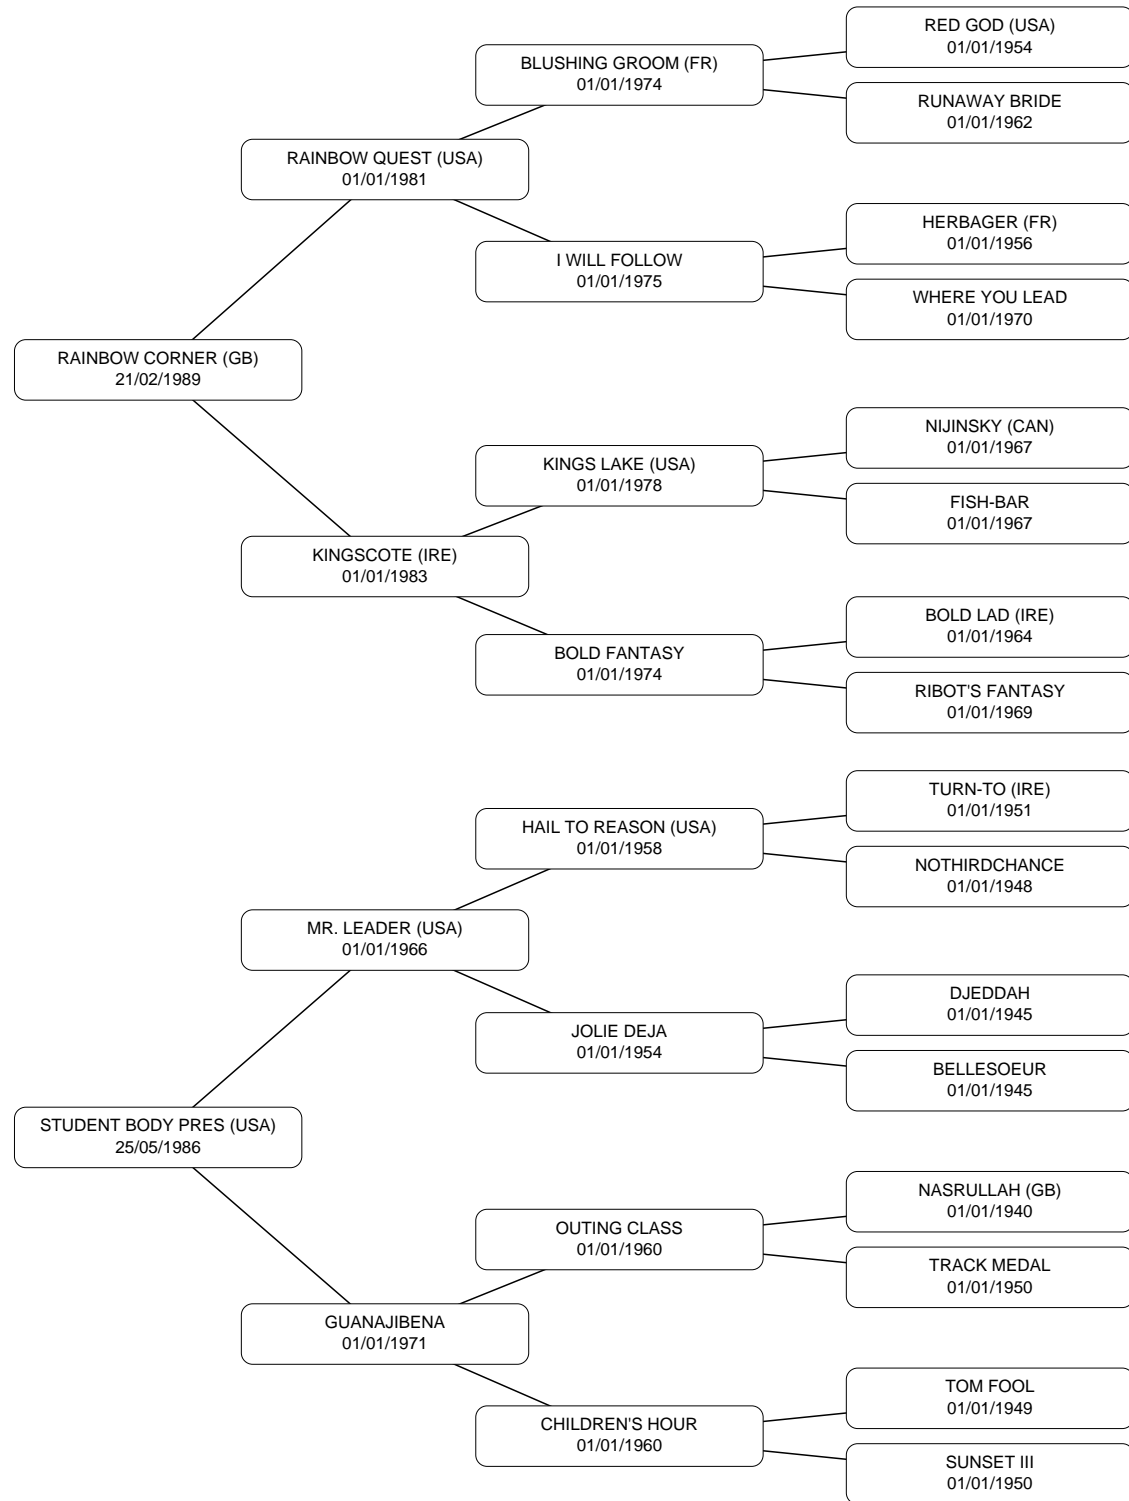 RED GOD (USA)
01/01/1954
BLUSHING GROOM (FR)
01/01/1974
RUNAWAY BRIDE
01/01/1962
RAINBOW QUEST (USA)
01/01/1981
HERBAGER (FR)
01/01/1956
I WILL FOLLOW
01/01/1975
WHERE YOU LEAD
01/01/1970
RAINBOW CORNER (GB)
21/02/1989
NIJINSKY (CAN)
01/01/1967
KINGS LAKE (USA)
01/01/1978
FISH-BAR
01/01/1967
KINGSCOTE (IRE)
01/01/1983
BOLD LAD (IRE)
01/01/1964
BOLD FANTASY
01/01/1974
RIBOT'S FANTASY
01/01/1969
TURN-TO (IRE)
01/01/1951
HAIL TO REASON (USA)
01/01/1958
NOTHIRDCHANCE
01/01/1948
MR. LEADER (USA)
01/01/1966
DJEDDAH
01/01/1945
JOLIE DEJA
01/01/1954
BELLESOEUR
01/01/1945
STUDENT BODY PRES (USA)
25/05/1986
NASRULLAH (GB)
01/01/1940
OUTING CLASS
01/01/1960
TRACK MEDAL
01/01/1950
GUANAJIBENA
01/01/1971
TOM FOOL
01/01/1949
CHILDREN'S HOUR
01/01/1960
SUNSET III
01/01/1950